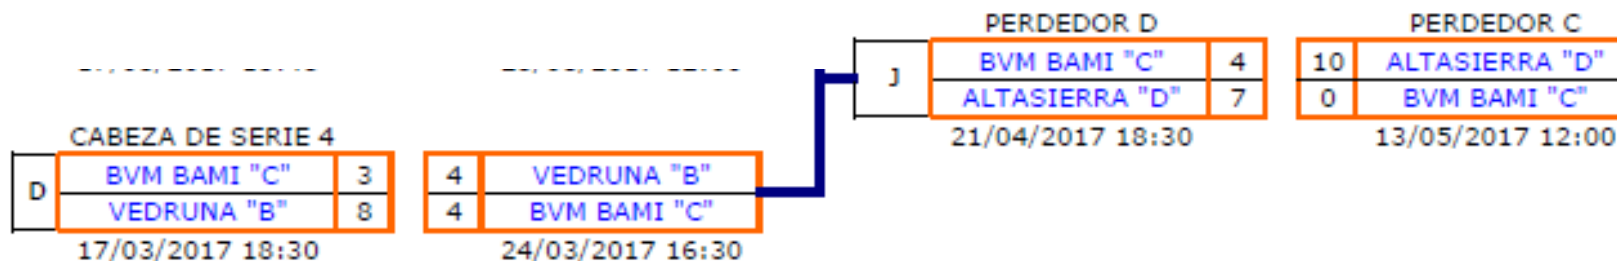 PERDEDOR D
PERDEDOR C
J
BVM BAMI "C" 4
ALTASIERRA "D" 7
10 ALTASIERRA "D"
0 BVM BAMI "C"
21/04/2017 18:30
13/05/2017 12:00
CABEZA DE SERIE 4
D
BVM BAMI "C" 3
VEDRUNA "B" 8
4 VEDRUNA "B"
4 BVM BAMI "C"
17/03/2017 18:30
24/03/2017 16:30